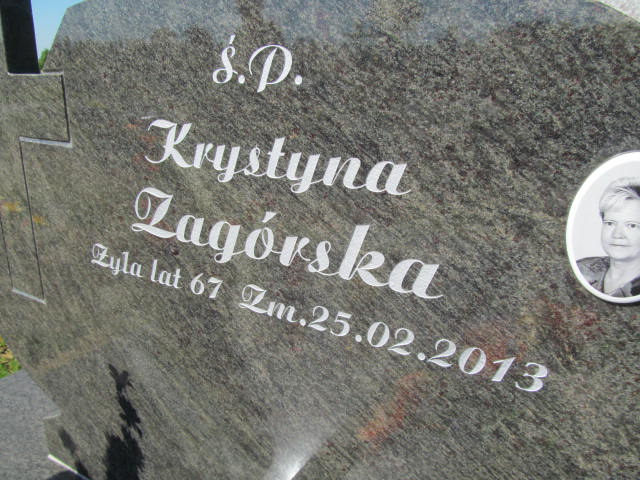 ś.p.
Krystyna
Zagórska
Żyła lat 67 Zm.25.02.2013